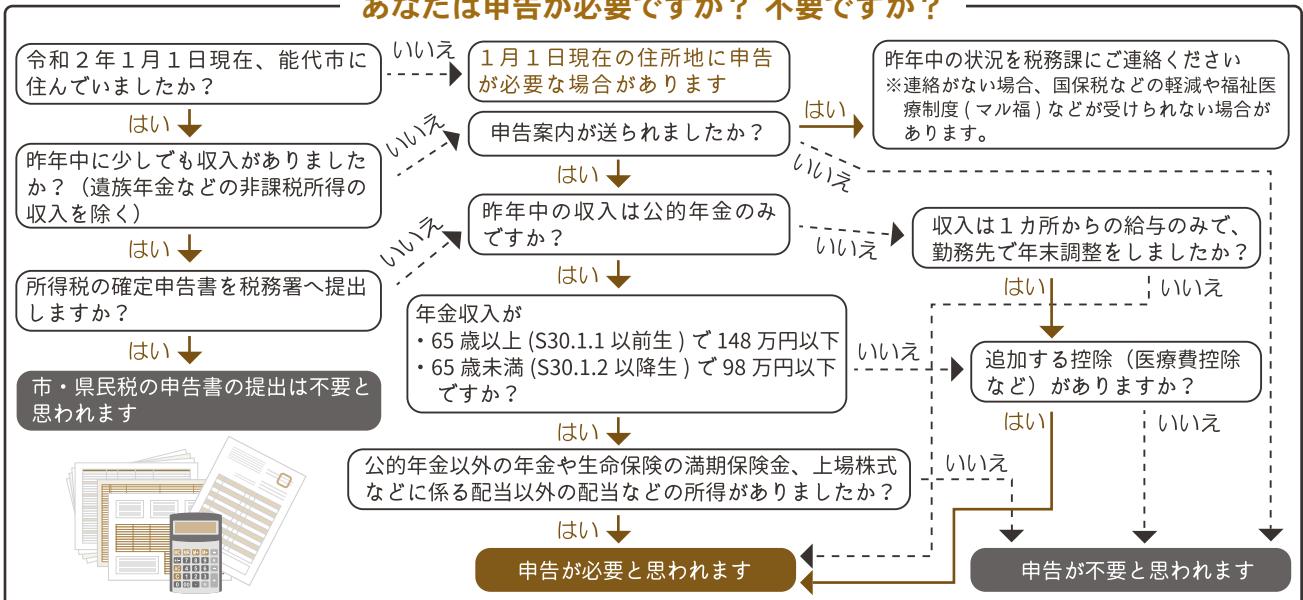 あなたは申告が必要ですか？ 不要ですか？
令和２年１月１日現在、能代市に
住んでいましたか？
いいえ
１月１日現在の住所地に申告
が必要な場合があります
昨年中の状況を税務課にご連絡ください
※連絡がない場合、国保税などの軽減や福祉医
療制度 ( マル福 ) などが受けられない場合が
あります。
はい
はい
いいえ
申告案内が送られましたか？
いいえ
昨年中に少しでも収入がありました
か？（遺族年金などの非課税所得の
収入を除く）
はい
昨年中の収入は公的年金のみ
ですか？
いいえ
収入は１カ所からの給与のみで、
勤務先で年末調整をしましたか？
はい
いいえ
はい
はい
いいえ
所得税の確定申告書を税務署へ提出
しますか？
年金収入が
・65 歳以上 (S30.1.1 以前生 ) で 148 万円以下
・65 歳未満 (S30.1.2 以降生 ) で 98 万円以下
ですか？
はい
いいえ
追加する控除（医療費控除
など）がありますか？
市・県民税の申告書の提出は不要と
思われます
はい
はい
いいえ
公的年金以外の年金や生命保険の満期保険金、上場株式
などに係る配当以外の配当などの所得がありましたか？
いいえ
はい
申告が必要と思われます
申告が不要と思われます